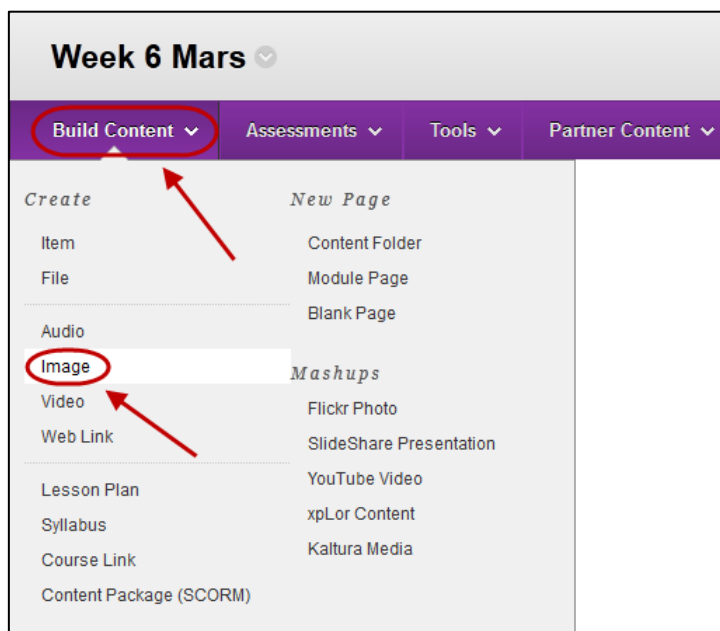 Week 6 Mars
Build Content
Assessments
Tools
Partner Content
Create
Item
File
Audio
Image
Video
Web Link
Lesson Plan
Syllabus
Course Link
Content Package (SCORM)
New Page
Content Folder
Module Page
Blank Page
Mashups
Flickr Photo
SlideShare Presentation
YouTube Video
xpLor Content
Kaltura Media